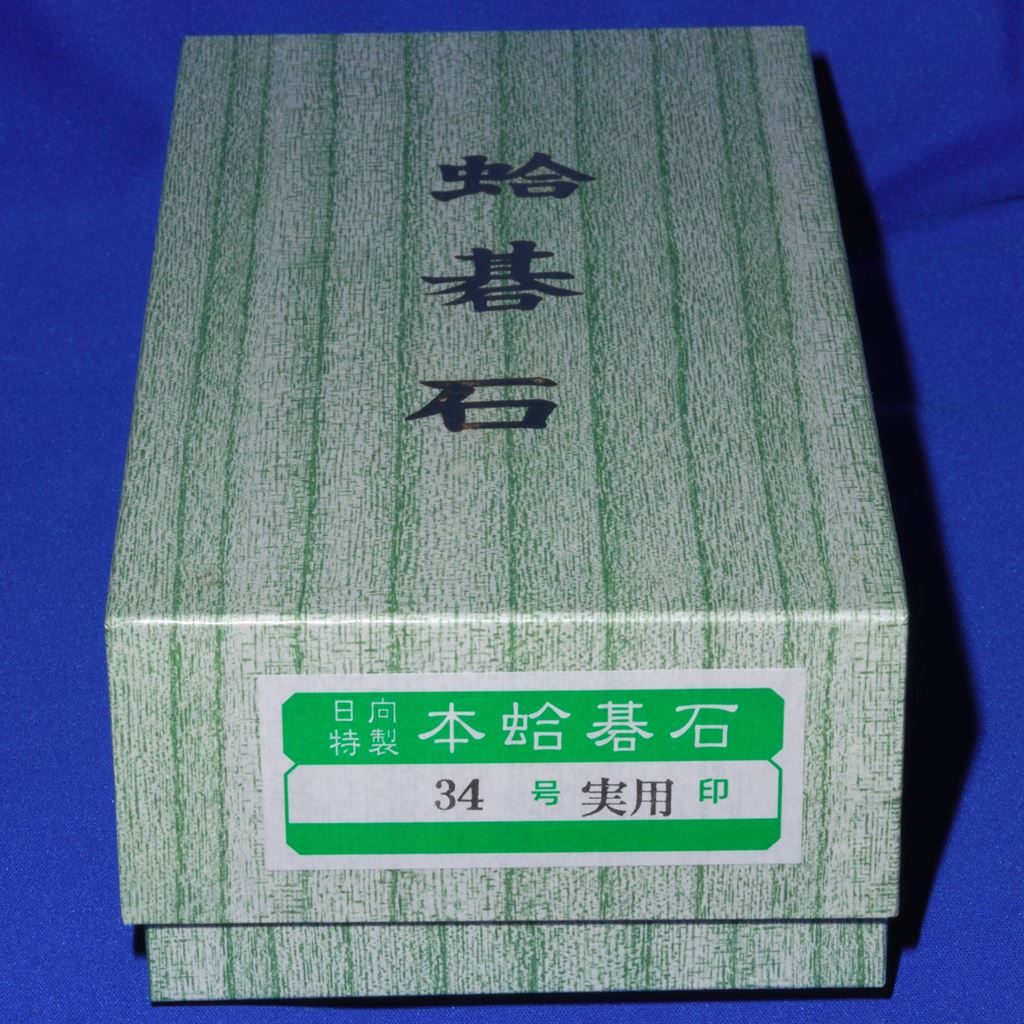 蛤碁石
日向特製 本蛤碁石
34 号 実用 印